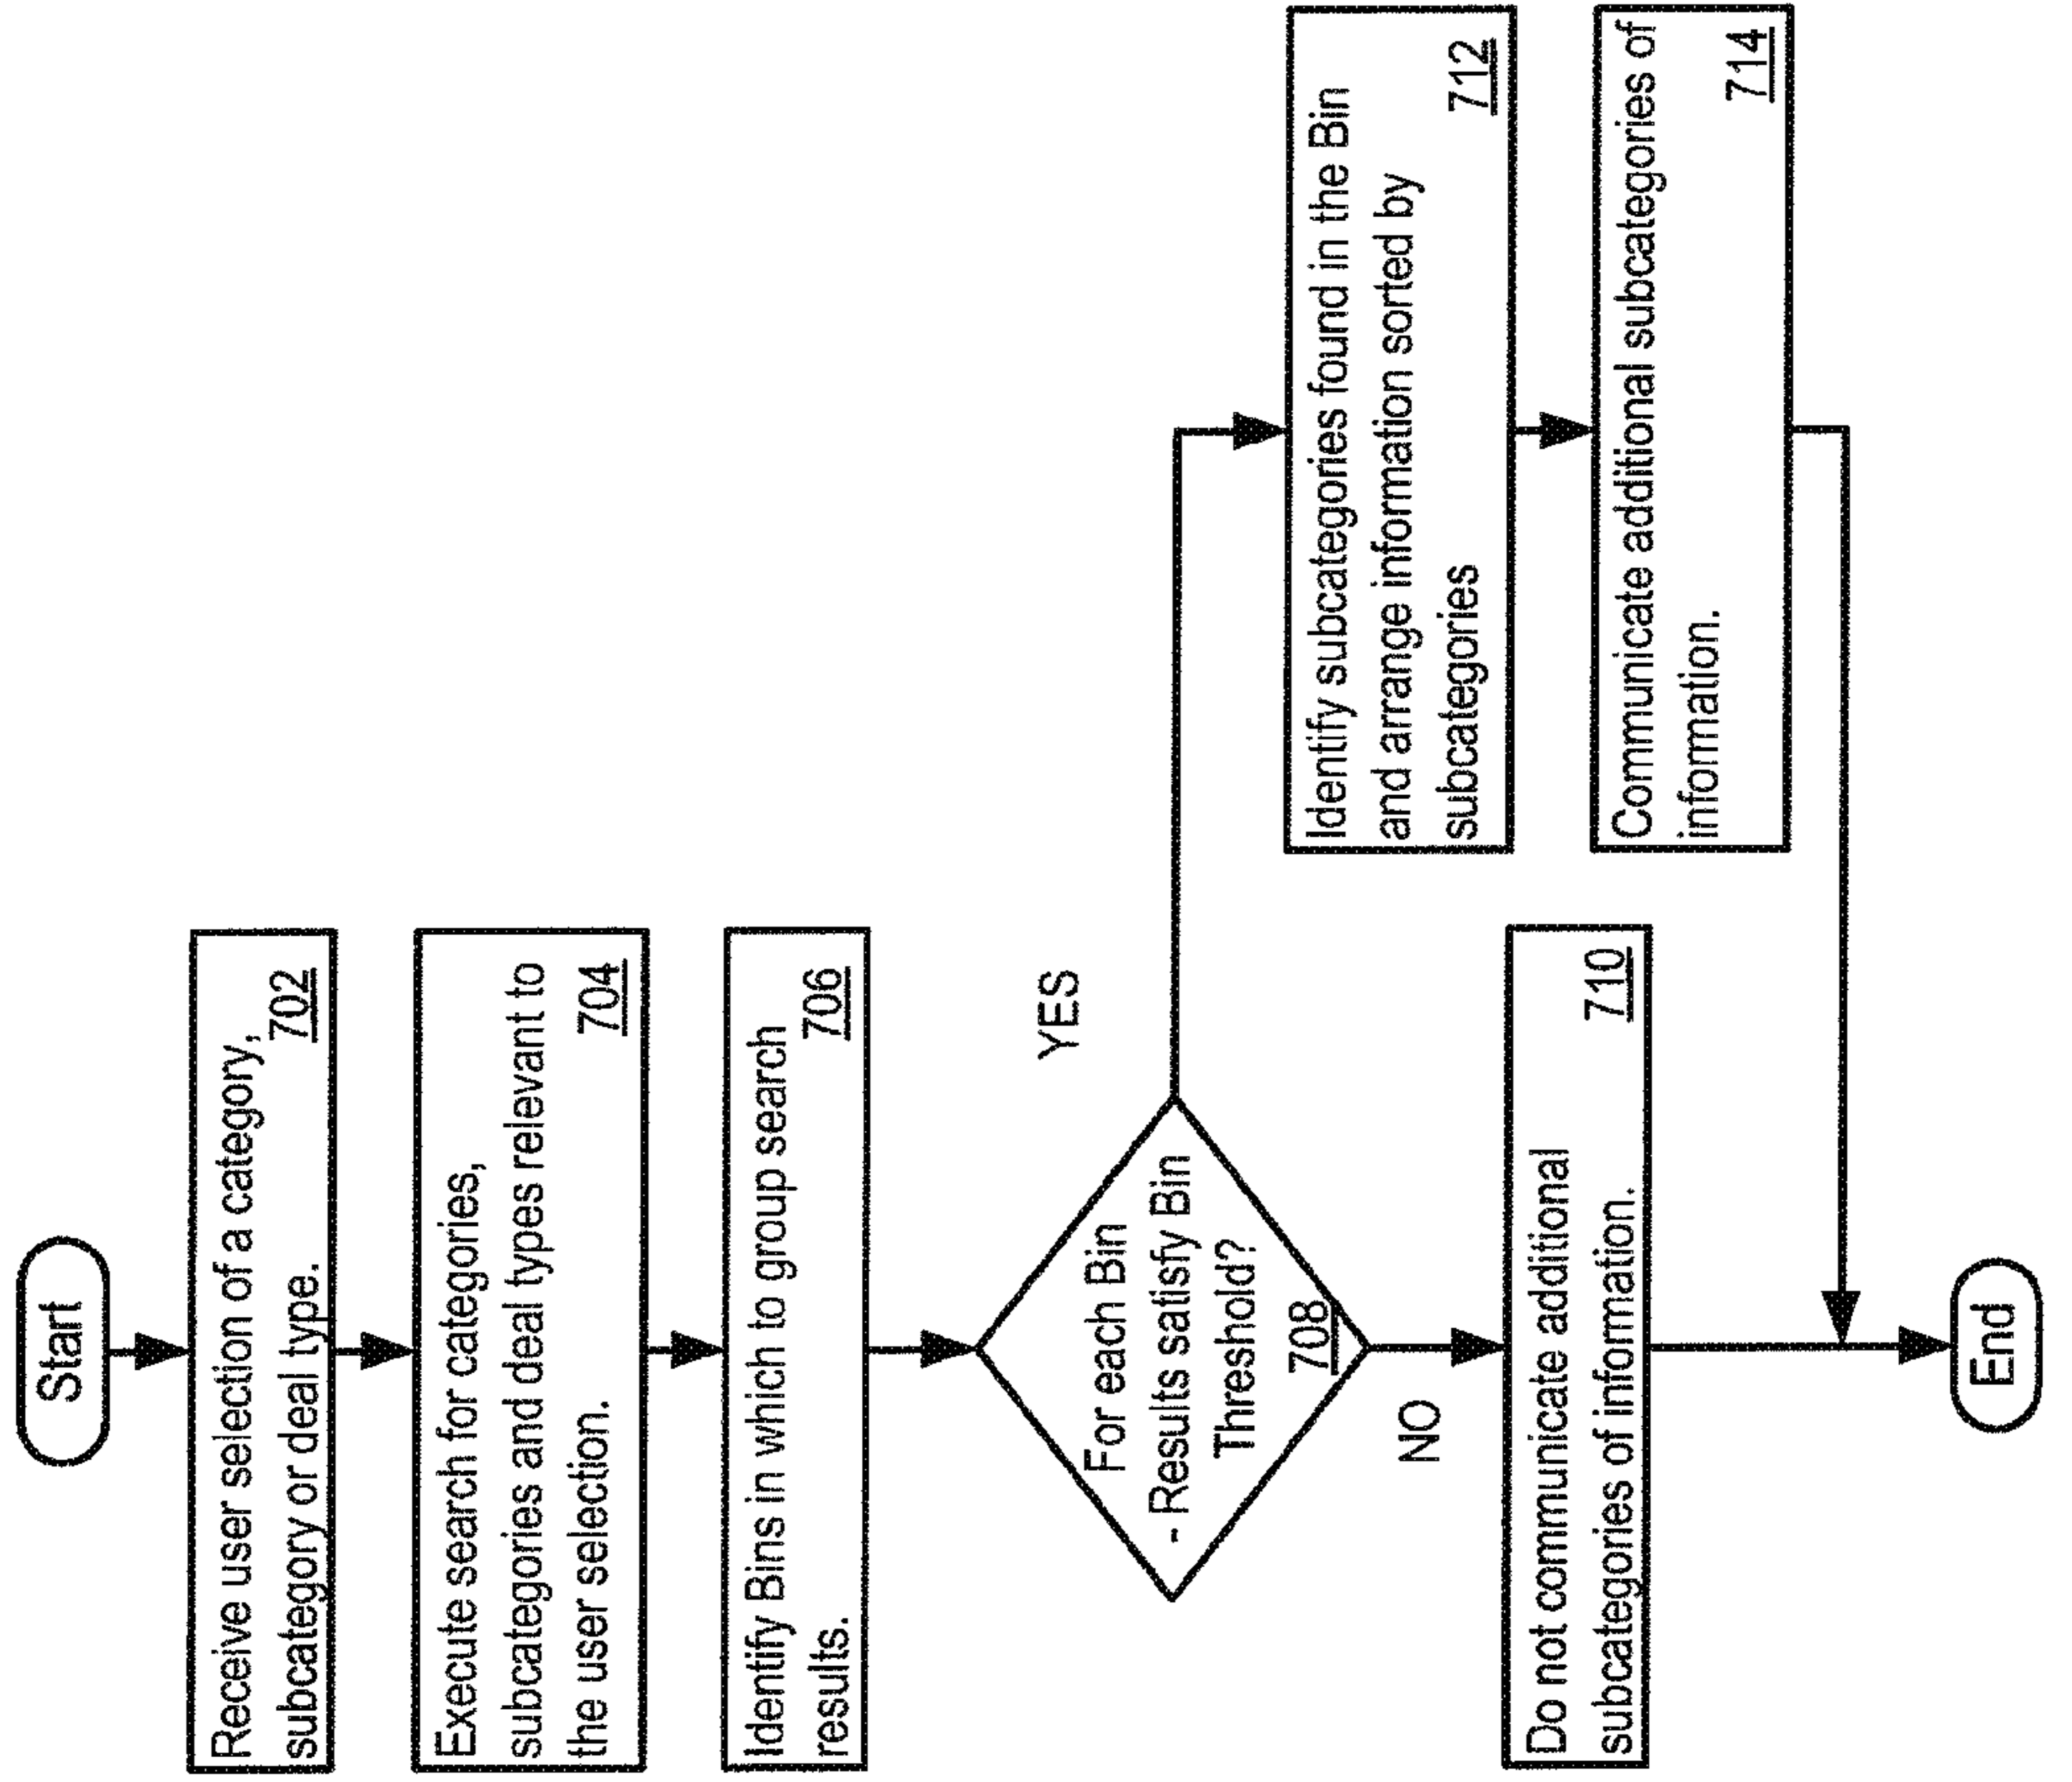 Start
Receive user selection of a category,
subcategory or deal type.
702
Execute search for categories,
subcategories and deal types relevant to
the user selection.
704
Identify Bins in which to group search
results.
706
For each Bin
- Results satisfy Bin
Threshold?
708
YES
NO
Do not communicate additional
subcategories of information.
710
Identify subcategories found in the Bin
and arrange information sorted by
subcategories
712
Communicate additional subcategories of
information.
714
End